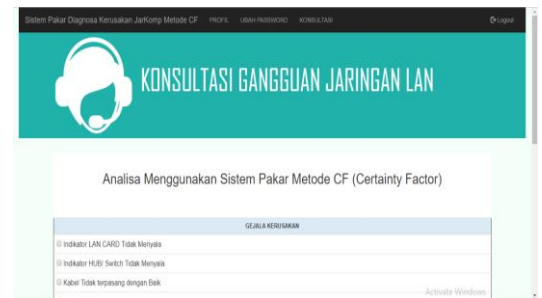 Sistem Pakar Diagnosa Kerusakan JarKomp Metode CF PROFIL UBAH PASSWORD KONSULTASI Logout
KONSULTASI GANGGUAN JARINGAN LAN
Analisa Menggunakan Sistem Pakar Metode CF (Certainty Factor)
GEJALA KERUSAKAN
Indikator LAN CARD Tidak Menyala
Indikator HUB/ Switch Tidak Menyala
Kabel Tidak terpasang dengan Baik
Activate Windows